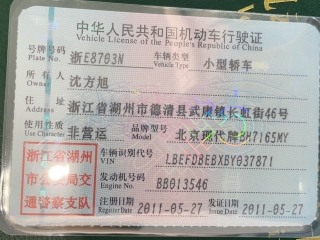 中华人民共和国机动车行驶证
Vehicle License of the People's Republic of China
号牌号码 Plate No. 浙E8703N 车辆类型 Vehicle Type 小型轿车
所有人 Owner 沈方旭
住址 Address 浙江省湖州市德清县武康镇长虹街46号
使用性质 Use Character 非营运 品牌型号 Model 北京现代牌BH7165MY
浙江省湖州市公安局交通警察支队
车辆识别代号 VIN LBEFDBEBXBY037871
发动机号码 Engine No. BB013546
注册日期 Register Date 2011-05-27 发证日期 Issue Date 2011-05-27